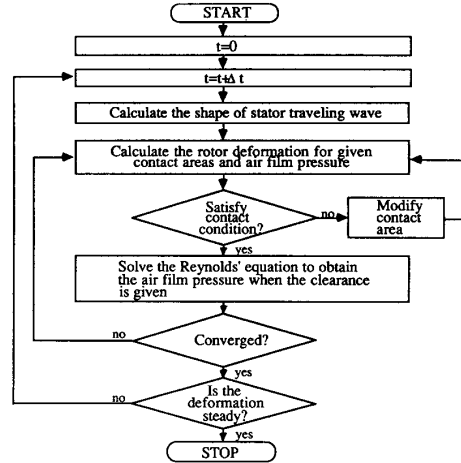 START
t=0
t=t+Δ t
Calculate the shape of stator traveling wave
Calculate the rotor deformation for given
contact areas and air film pressure
Satisfy
contact
condition?
no
Modify
contact
area
yes
Solve the Reynolds' equation to obtain
the air film pressure when the clearance
is given
no
Converged?
yes
no
Is the
deformation
steady?
yes
STOP